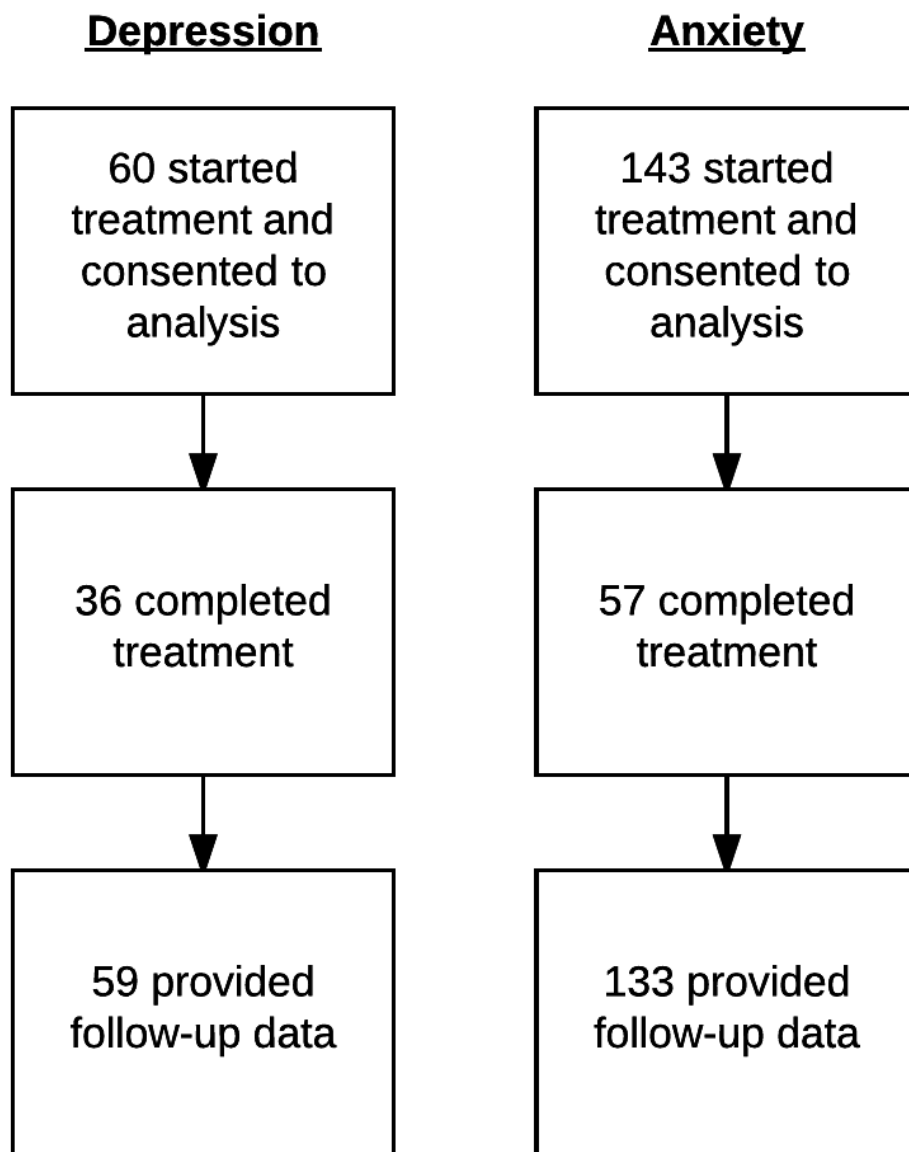 Depression
Anxiety
60 started
treatment and
consented to
analysis
143 started
treatment and
consented to
analysis
36 completed
treatment
57 completed
treatment
59 provided
follow-up data
133 provided
follow-up data